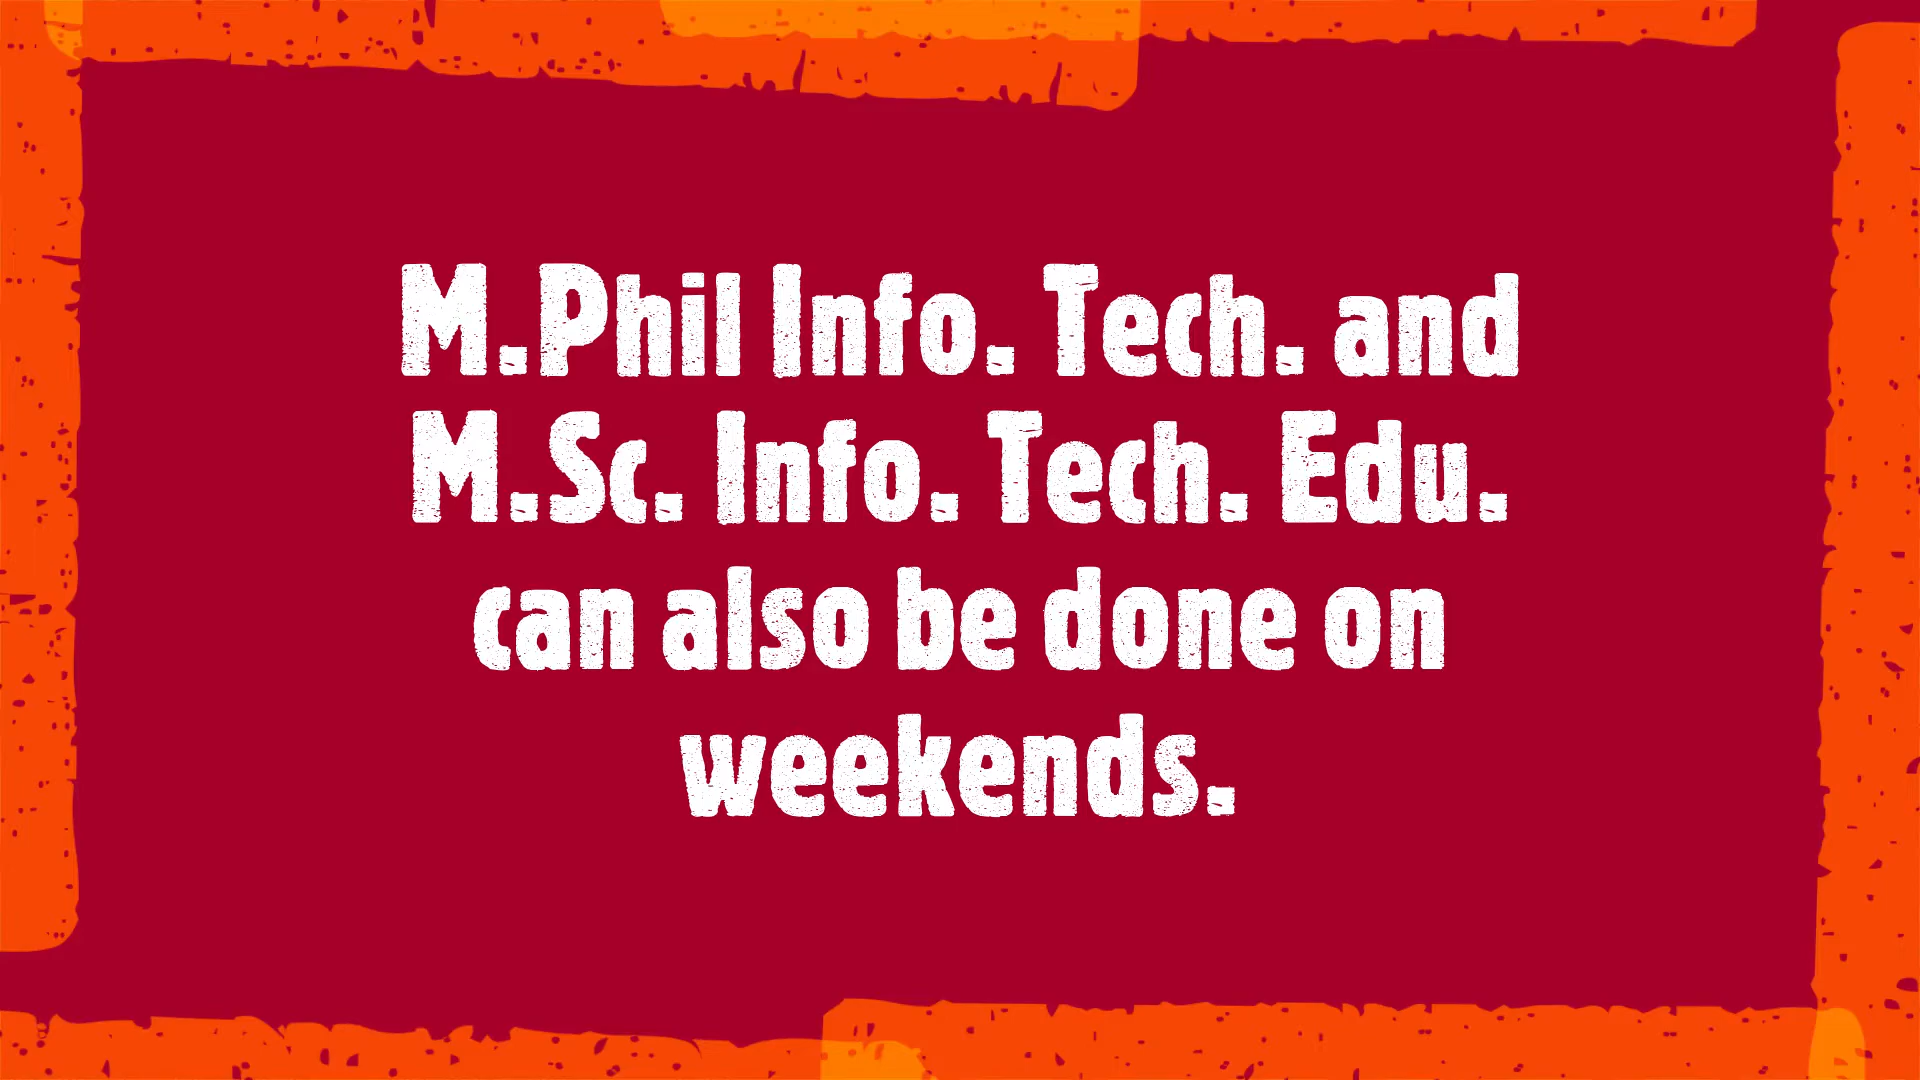 M.Phil Info. Tech. and
M.Sc. Info. Tech. Edu.
can also be done on
weekends.